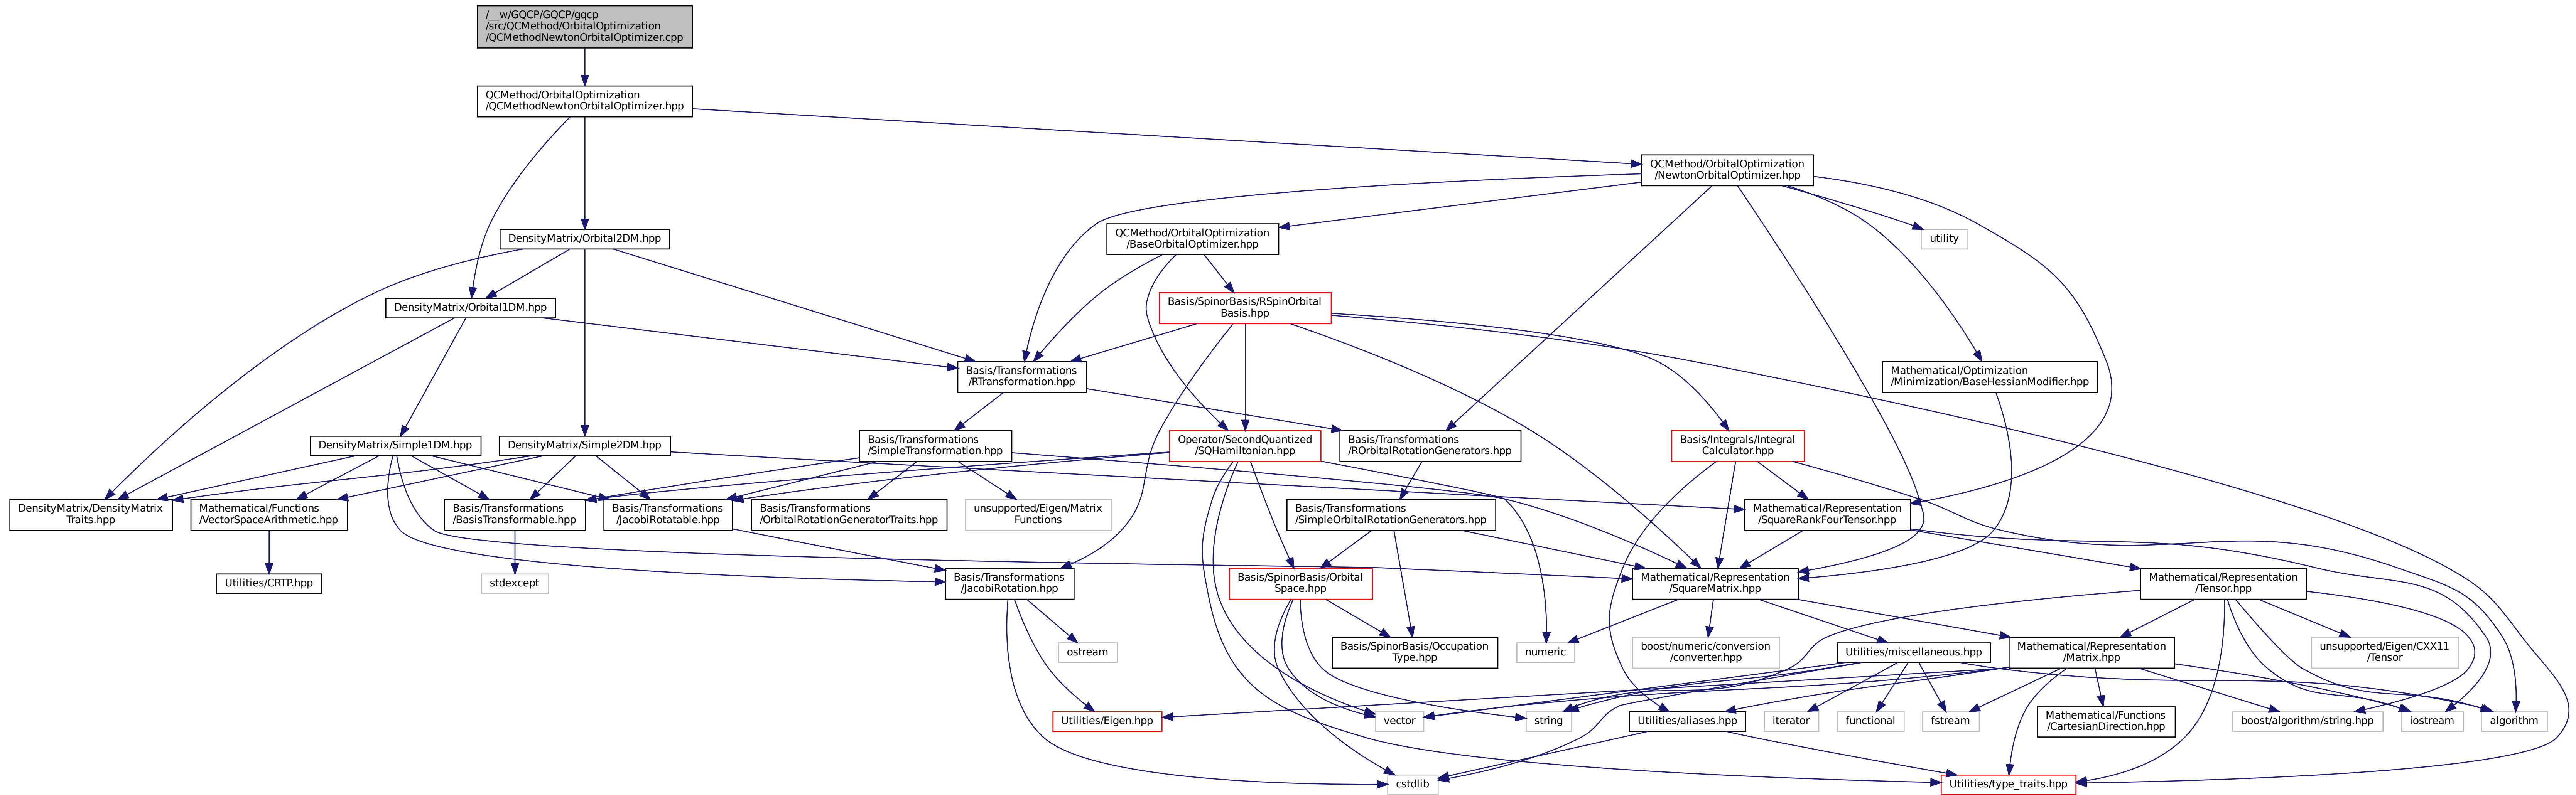 /__w/GQCP/GQCP/gqcp
/src/QCMethod/OrbitalOptimization
/QCMethodNewtonOrbitalOptimizer.cpp
QCMethod/OrbitalOptimization
/QCMethodNewtonOrbitalOptimizer.hpp
QCMethod/OrbitalOptimization
/NewtonOrbitalOptimizer.hpp
DensityMatrix/Orbital2DM.hpp
QCMethod/OrbitalOptimization
/BaseOrbitalOptimizer.hpp
utility
DensityMatrix/Orbital1DM.hpp
Basis/SpinorBasis/RSpinOrbital
Basis.hpp
Basis/Transformations
/RTransformation.hpp
Mathematical/Optimization
/Minimization/BaseHessianModifier.hpp
DensityMatrix/Simple1DM.hpp
DensityMatrix/Simple2DM.hpp
Basis/Transformations
/SimpleTransformation.hpp
Operator/SecondQuantized
/SQHamiltonian.hpp
Basis/Transformations
/ROrbitalRotationGenerators.hpp
Basis/Integrals/Integral
Calculator.hpp
DensityMatrix/DensityMatrix
Traits.hpp
Mathematical/Functions
/VectorSpaceArithmetic.hpp
Basis/Transformations
/BasisTransformable.hpp
Basis/Transformations
/JacobiRotatable.hpp
Basis/Transformations
/OrbitalRotationGeneratorTraits.hpp
unsupported/Eigen/Matrix
Functions
Basis/Transformations
/SimpleOrbitalRotationGenerators.hpp
Mathematical/Representation
/SquareRankFourTensor.hpp
Utilities/CRTP.hpp
stdexcept
Basis/Transformations
/JacobiRotation.hpp
Basis/SpinorBasis/Orbital
Space.hpp
Mathematical/Representation
/SquareMatrix.hpp
Mathematical/Representation
/Tensor.hpp
ostream
Basis/SpinorBasis/Occupation
Type.hpp
numeric
boost/numeric/conversion
/converter.hpp
Utilities/miscellaneous.hpp
Mathematical/Representation
/Matrix.hpp
unsupported/Eigen/CXX11
/Tensor
Utilities/Eigen.hpp
vector
string
Utilities/aliases.hpp
iterator
functional
fstream
Mathematical/Functions
/CartesianDirection.hpp
boost/algorithm/string.hpp
iostream
algorithm
cstdlib
Utilities/type_traits.hpp